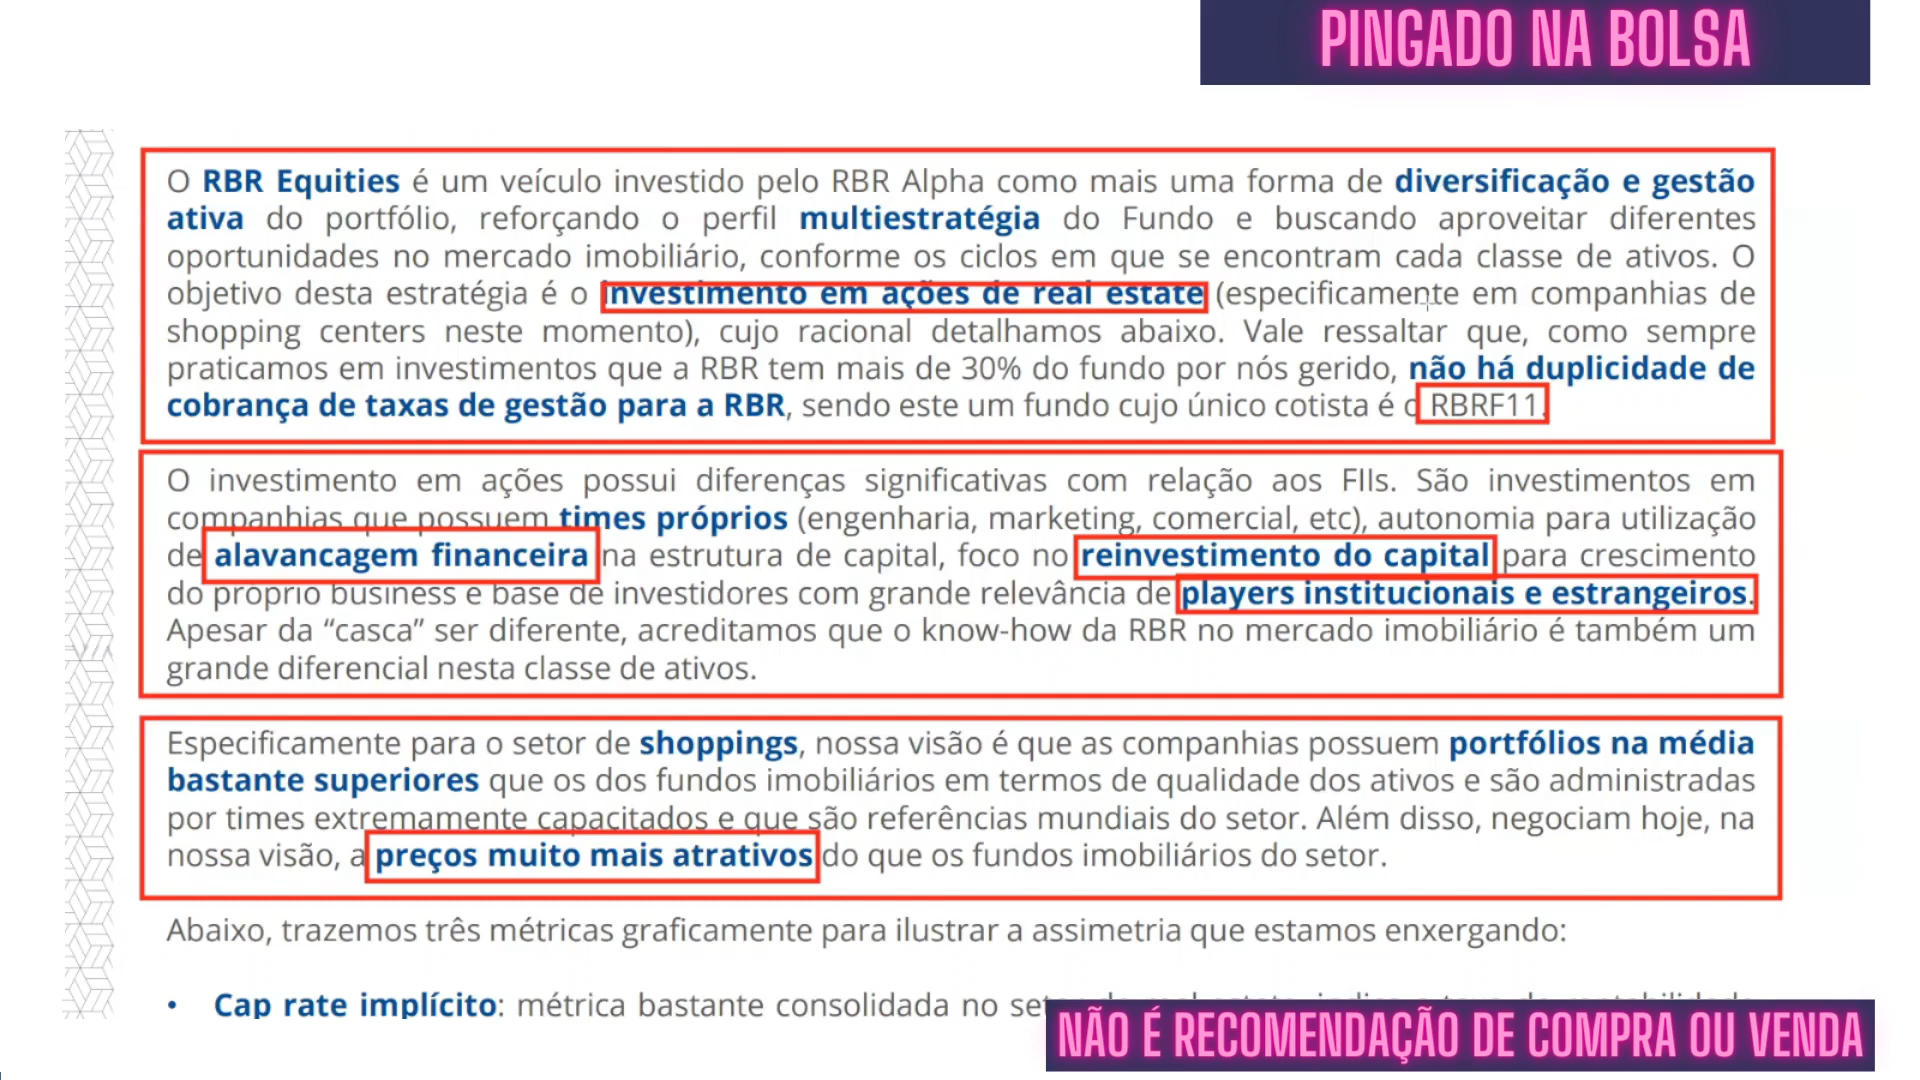 PINGADO NA BOLSA
O RBR Equities é um veículo investido pelo RBR Alpha como mais uma forma de diversificação e gestão
ativa do portfólio, reforçando o perfil multiestratégia do Fundo e buscando aproveitar diferentes
oportunidades no mercado imobiliário, conforme os ciclos em que se encontram cada classe de ativos. O
objetivo desta estratégia é o investimento em ações de real estate (especificamente em companhias de
shopping centers neste momento), cujo racional detalhamos abaixo. Vale ressaltar que, como sempre
praticamos em investimentos que a RBR tem mais de 30% do fundo por nós gerido, não há duplicidade de
cobrança de taxas de gestão para a RBR, sendo este um fundo cujo único cotista é o RBRF11.
O investimento em ações possui diferenças significativas com relação aos FIIs. São investimentos em
companhias que possuem times próprios (engenharia, marketing, comercial, etc), autonomia para utilização
de alavancagem financeira na estrutura de capital, foco no reinvestimento do capital para crescimento
do próprio business e base de investidores com grande relevância de players institucionais e estrangeiros.
Apesar da “casca” ser diferente, acreditamos que o know-how da RBR no mercado imobiliário é também um
grande diferencial nesta classe de ativos.
Especificamente para o setor de shoppings, nossa visão é que as companhias possuem portfólios na média
bastante superiores que os dos fundos imobiliários em termos de qualidade dos ativos e são administradas
por times extremamente capacitados e que são referências mundiais do setor. Além disso, negociam hoje, na
nossa visão, a preços muito mais atrativos do que os fundos imobiliários do setor.
Abaixo, trazemos três métricas graficamente para ilustrar a assimetria que estamos enxergando:
• Cap rate implícito: métrica bastante consolidada no
NÃO É RECOMENDAÇÃO DE COMPRA OU VENDA